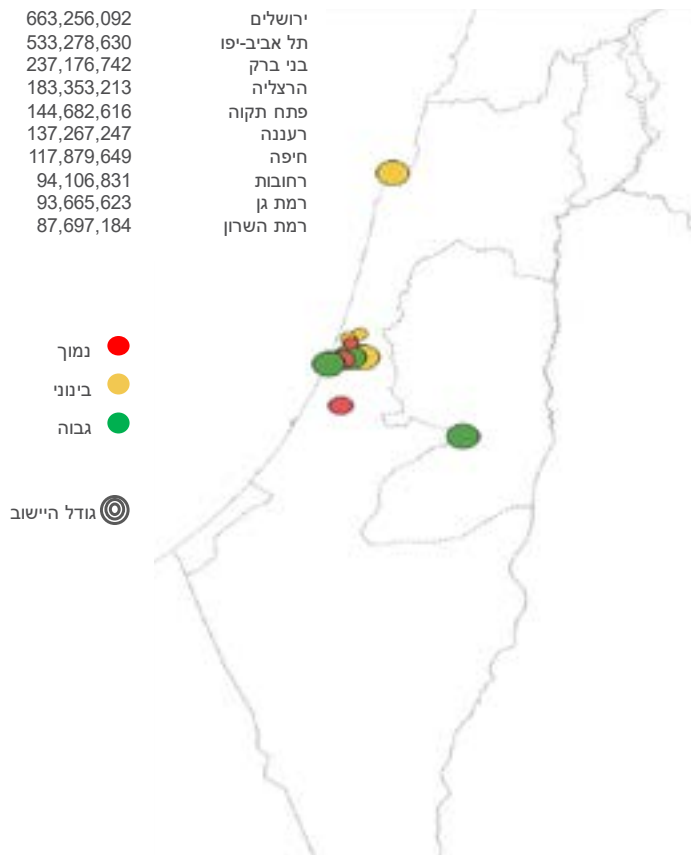 ירושלים 663,256,092
תל אביב-יפו 533,278,630
בני ברק 237,176,742
הרצליה 183,353,213
פתח תקוה 144,682,616
רעננה 137,267,247
חיפה 117,879,649
רחובות 94,106,831
רמת גן 93,665,623
רמת השרון 87,697,184
נמוך
בינוני
גבוה
גודל היישוב